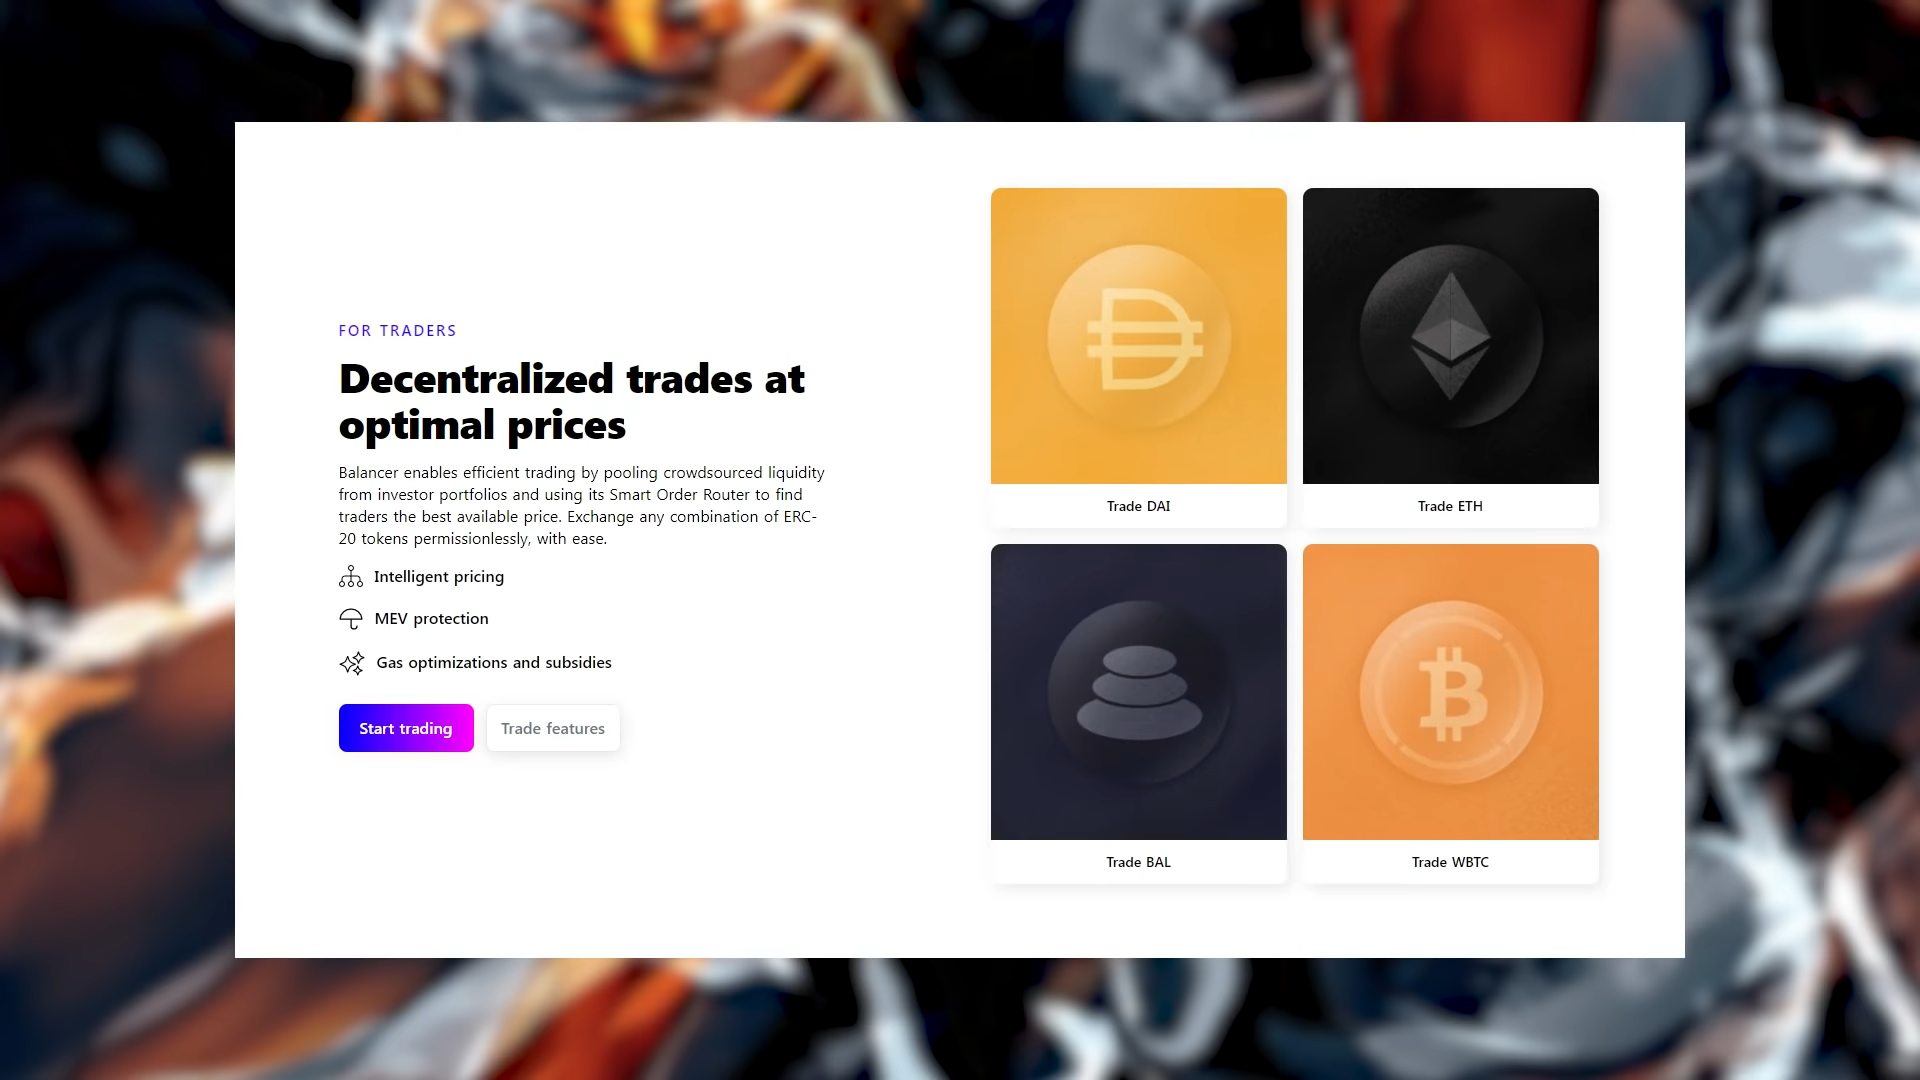 FOR TRADERS
Decentralized trades at
optimal prices
Balancer enables efficient trading by pooling crowdsourced liquidity
from investor portfolios and using its Smart Order Router to find
traders the best available price. Exchange any combination of ERC-
20 tokens permissionlessly, with ease.
Intelligent pricing
MEV protection
Gas optimizations and subsidies
Start trading
Trade features
Trade DAI
Trade ETH
Trade BAL
Trade WBTC